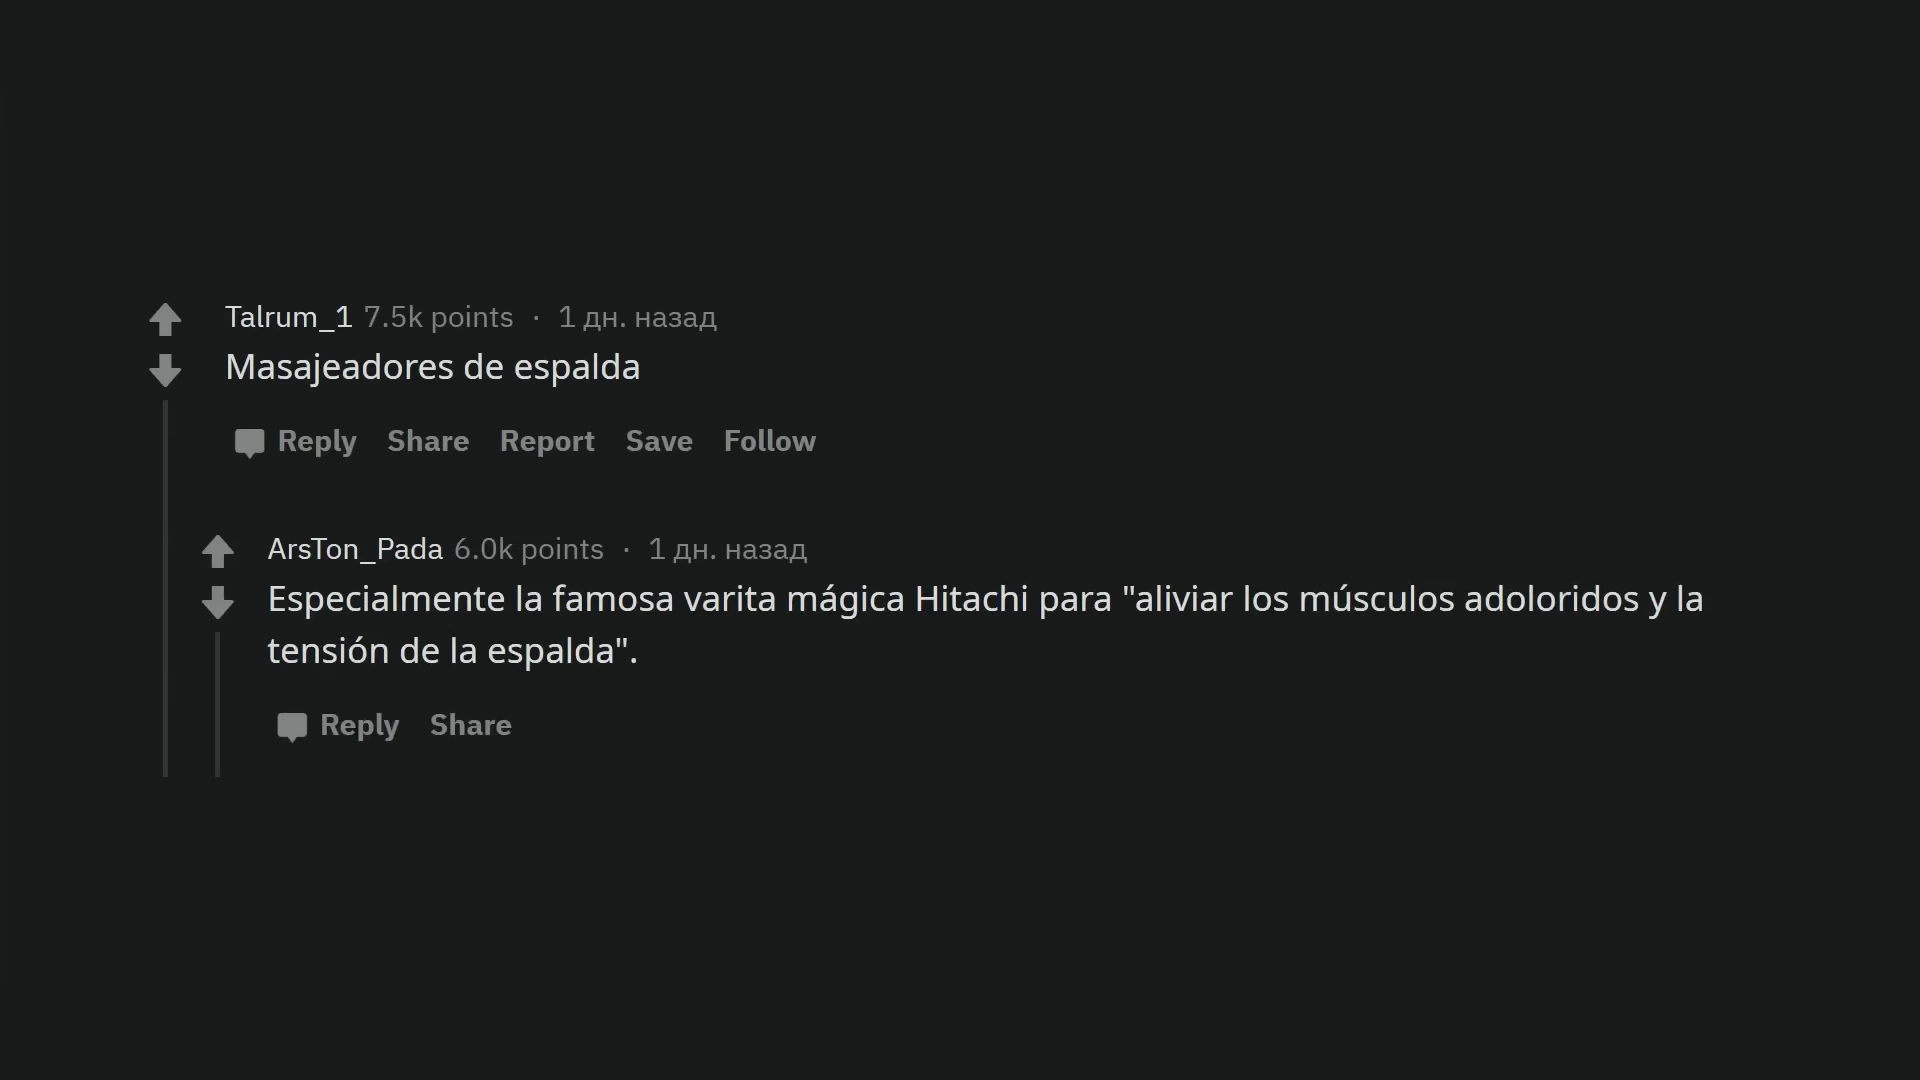 Talrum_1 7.5k points · 1 дн. назад
Masajeadores de espalda
Reply Share Report Save Follow
ArsTon_Pada 6.0k points · 1 дн. назад
Especialmente la famosa varita mágica Hitachi para "aliviar los músculos adoloridos y la
tensión de la espalda".
Reply Share